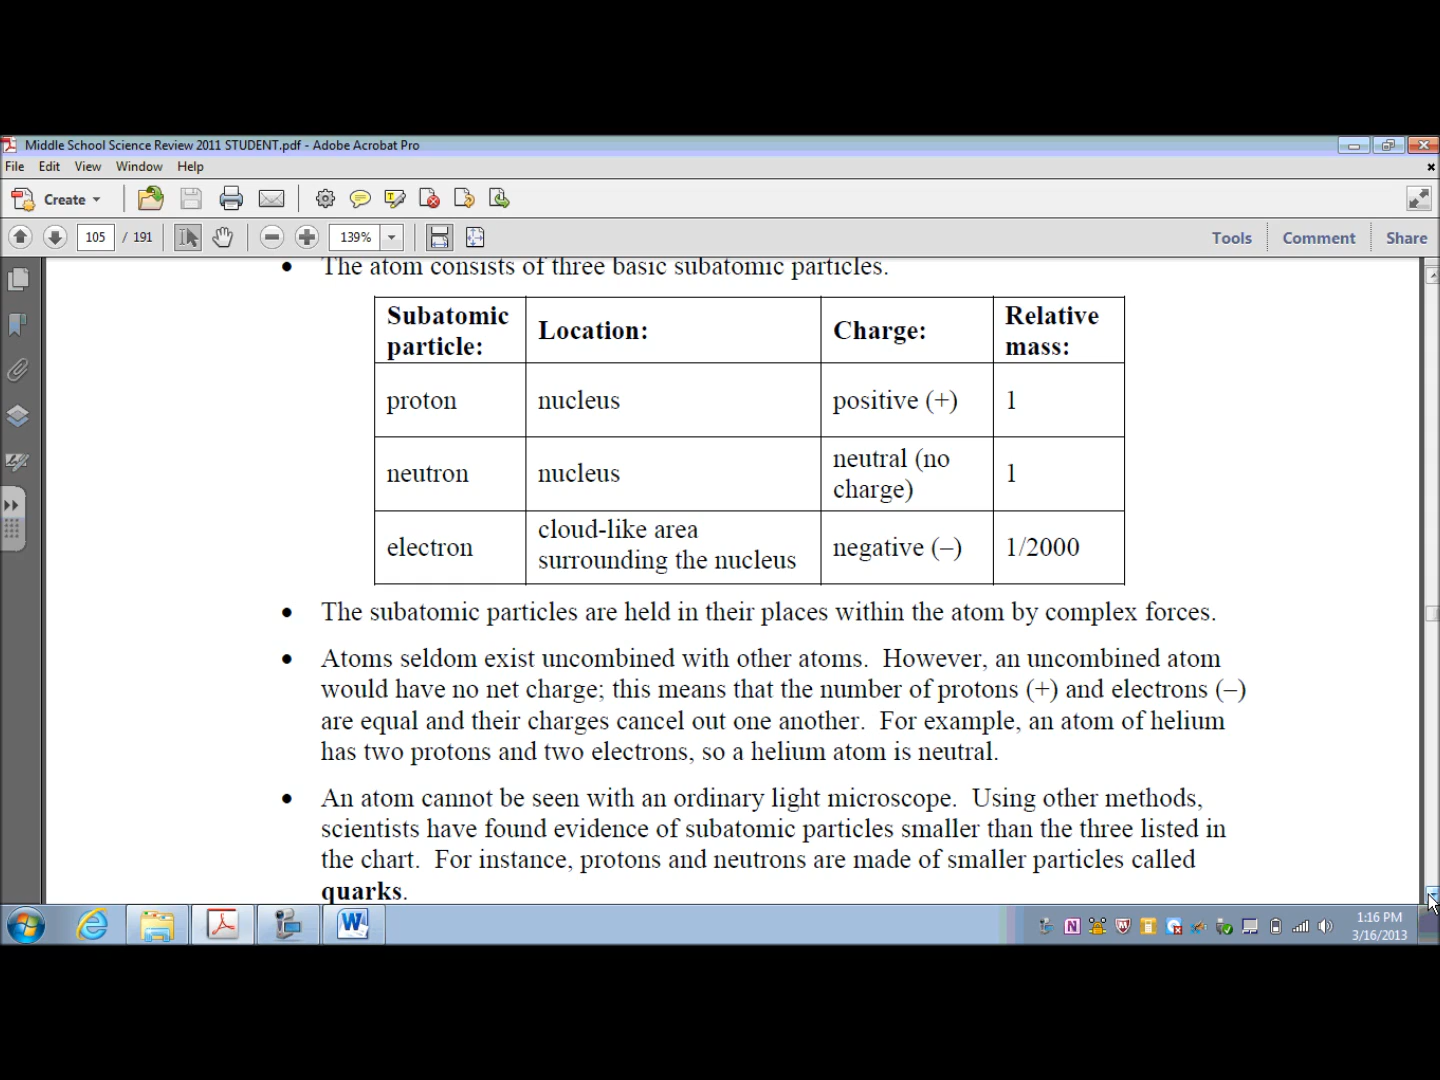 Middle School Science Review 2011 STUDENT.pdf - Adobe Acrobat Pro
File Edit View Window Help
Create
105 / 191 139% Tools Comment Share
• The atom consists of three basic subatomic particles.
Subatomic
particle: Location: Charge: Relative
mass:
proton nucleus positive (+) 1
neutron nucleus neutral (no
charge) 1
electron cloud-like area
surrounding the nucleus negative (–) 1/2000
• The subatomic particles are held in their places within the atom by complex forces.
• Atoms seldom exist uncombined with other atoms. However, an uncombined atom
would have no net charge; this means that the number of protons (+) and electrons (–)
are equal and their charges cancel out one another. For example, an atom of helium
has two protons and two electrons, so a helium atom is neutral.
• An atom cannot be seen with an ordinary light microscope. Using other methods,
scientists have found evidence of subatomic particles smaller than the three listed in
the chart. For instance, protons and neutrons are made of smaller particles called
quarks.
1:16 PM
3/16/2013